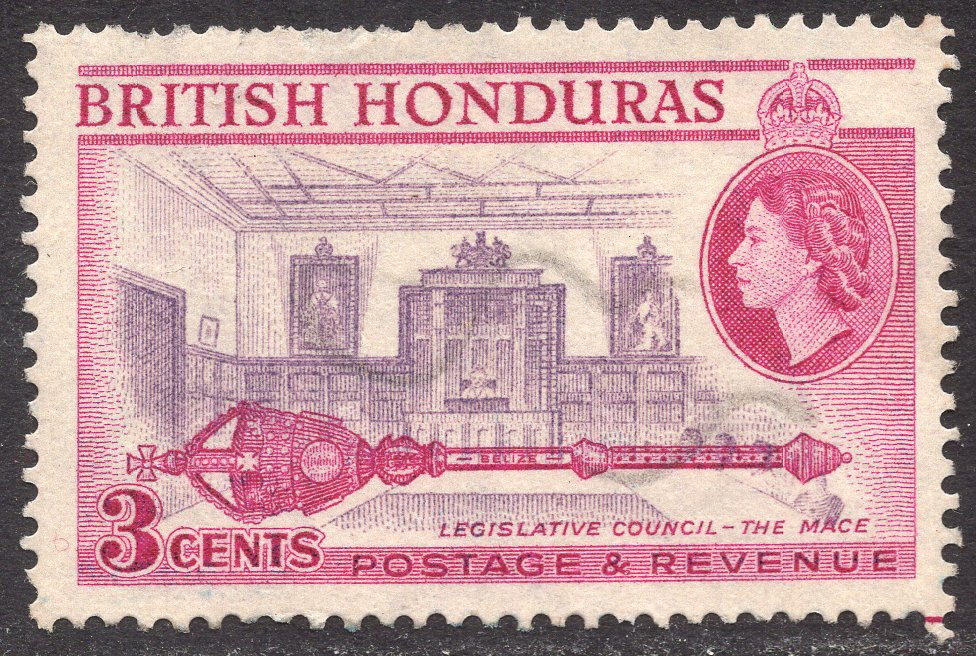 BRITISH HONDURAS
BELIZE
LEGISLATIVE COUNCIL - THE MACE
3 CENTS
POSTAGE & REVENUE